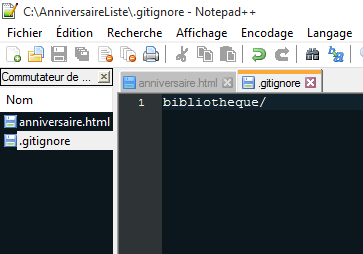 C:\AnniversaireListe\.gitignore - Notepad++
Fichier Édition Recherche Affichage Encodage Langage
Commutateur de ...
anniversaire.html .gitignore
Nom
1 bibliotheque/
anniversaire.html
.gitignore